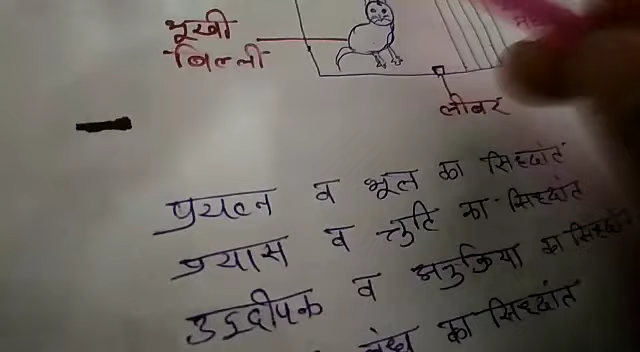 भूखी
बिल्ली
लीवर
प्रयत्न व भूल का सिद्धांत
प्रयास व त्रुटि का सिद्धांत
उद्दीपक व अनुक्रिया का सिद्धांत
का सिद्धांत